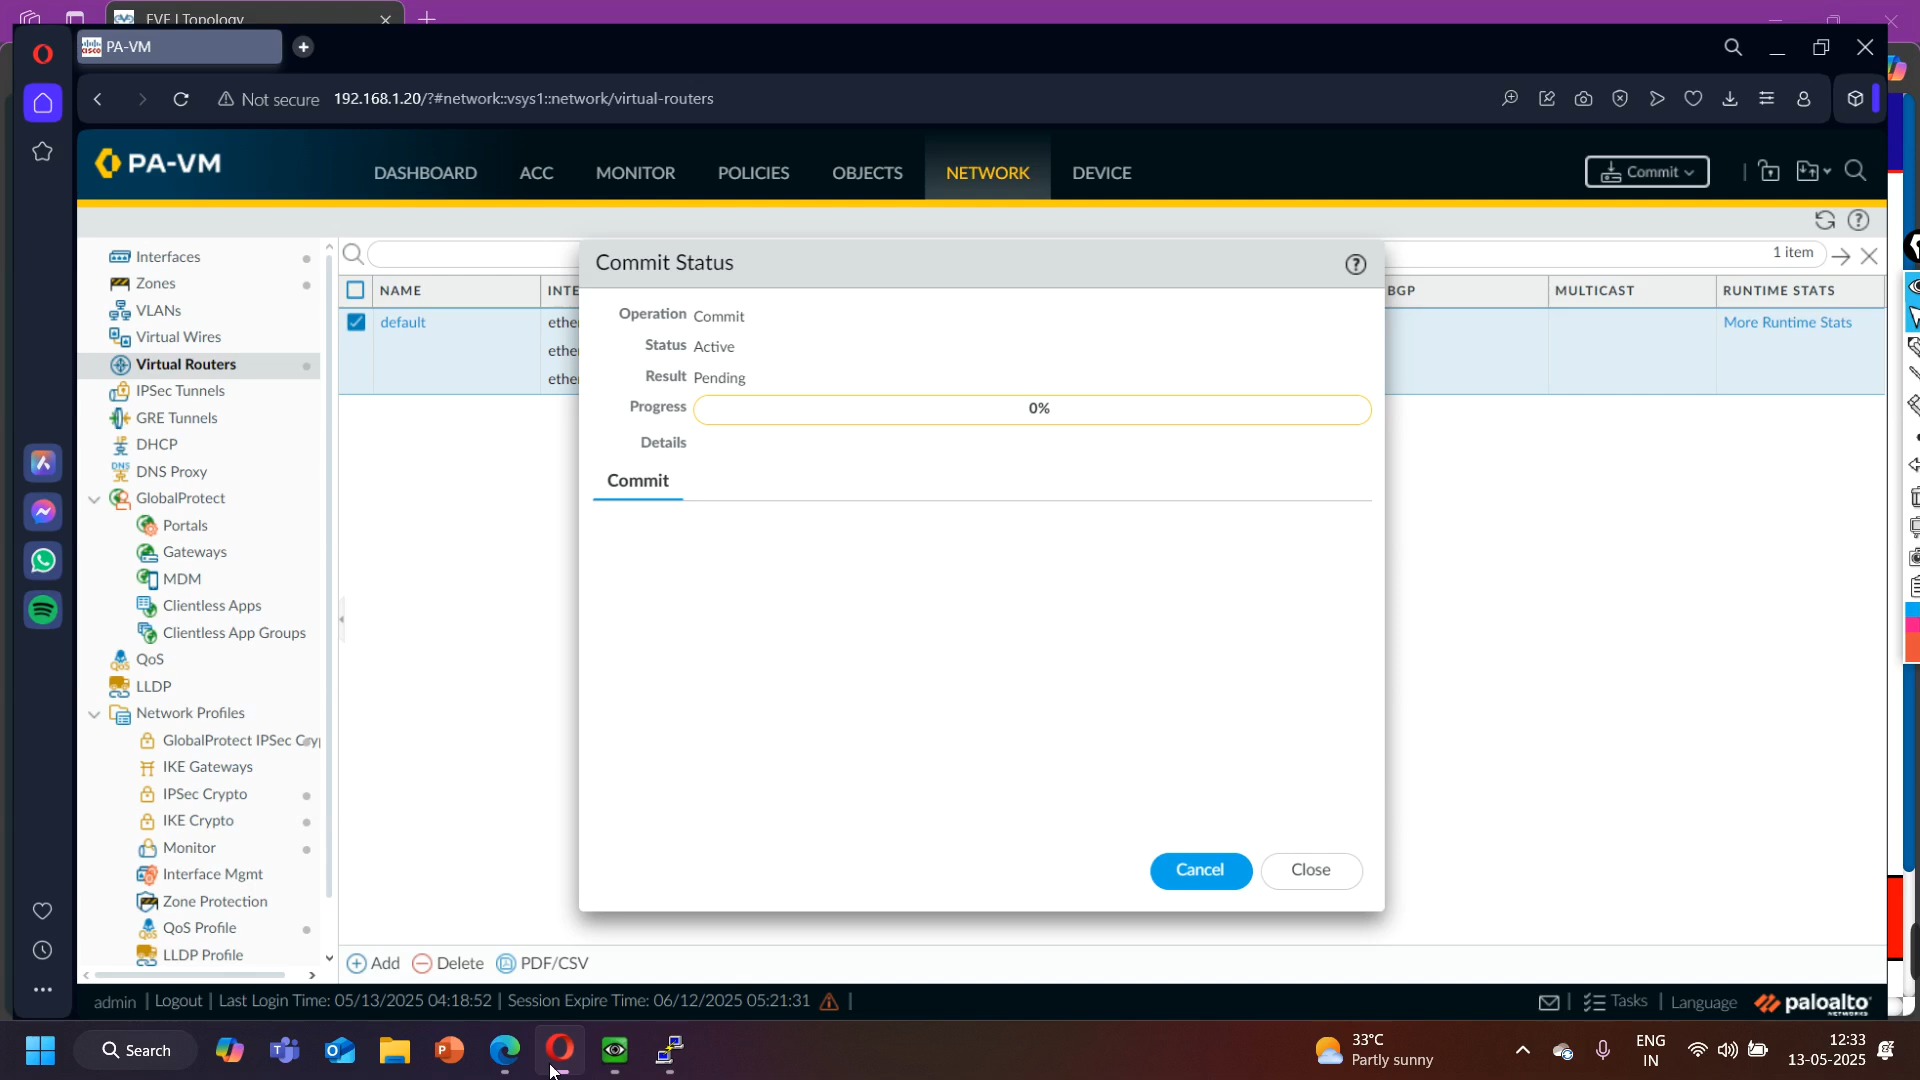 EVE | Topology
PA-VM
Not secure 192.168.1.20/?#network::vsys1::network/virtual-routers
PA-VM
DASHBOARD ACC MONITOR POLICIES OBJECTS NETWORK DEVICE
Commit
Interfaces
Zones
VLANs
Virtual Wires
Virtual Routers
IPSec Tunnels
GRE Tunnels
DHCP
DNS Proxy
GlobalProtect
Portals
Gateways
MDM
Clientless Apps
Clientless App Groups
QoS
LLDP
Network Profiles
GlobalProtect IPSec Cry
IKE Gateways
IPSec Crypto
IKE Crypto
Monitor
Interface Mgmt
Zone Protection
QoS Profile
LLDP Profile
1 item
NAME INTE BGP MULTICAST RUNTIME STATS
default ether More Runtime Stats
ether
ether
Commit Status
Operation Commit
Status Active
Result Pending
Progress 0%
Details
Commit
Cancel Close
Add Delete PDF/CSV
admin | Logout | Last Login Time: 05/13/2025 04:18:52 | Session Expire Time: 06/12/2025 05:21:31 |
Tasks | Language paloalto NETWORKS
Search
33°C
Partly sunny
ENG
IN
12:33
13-05-2025